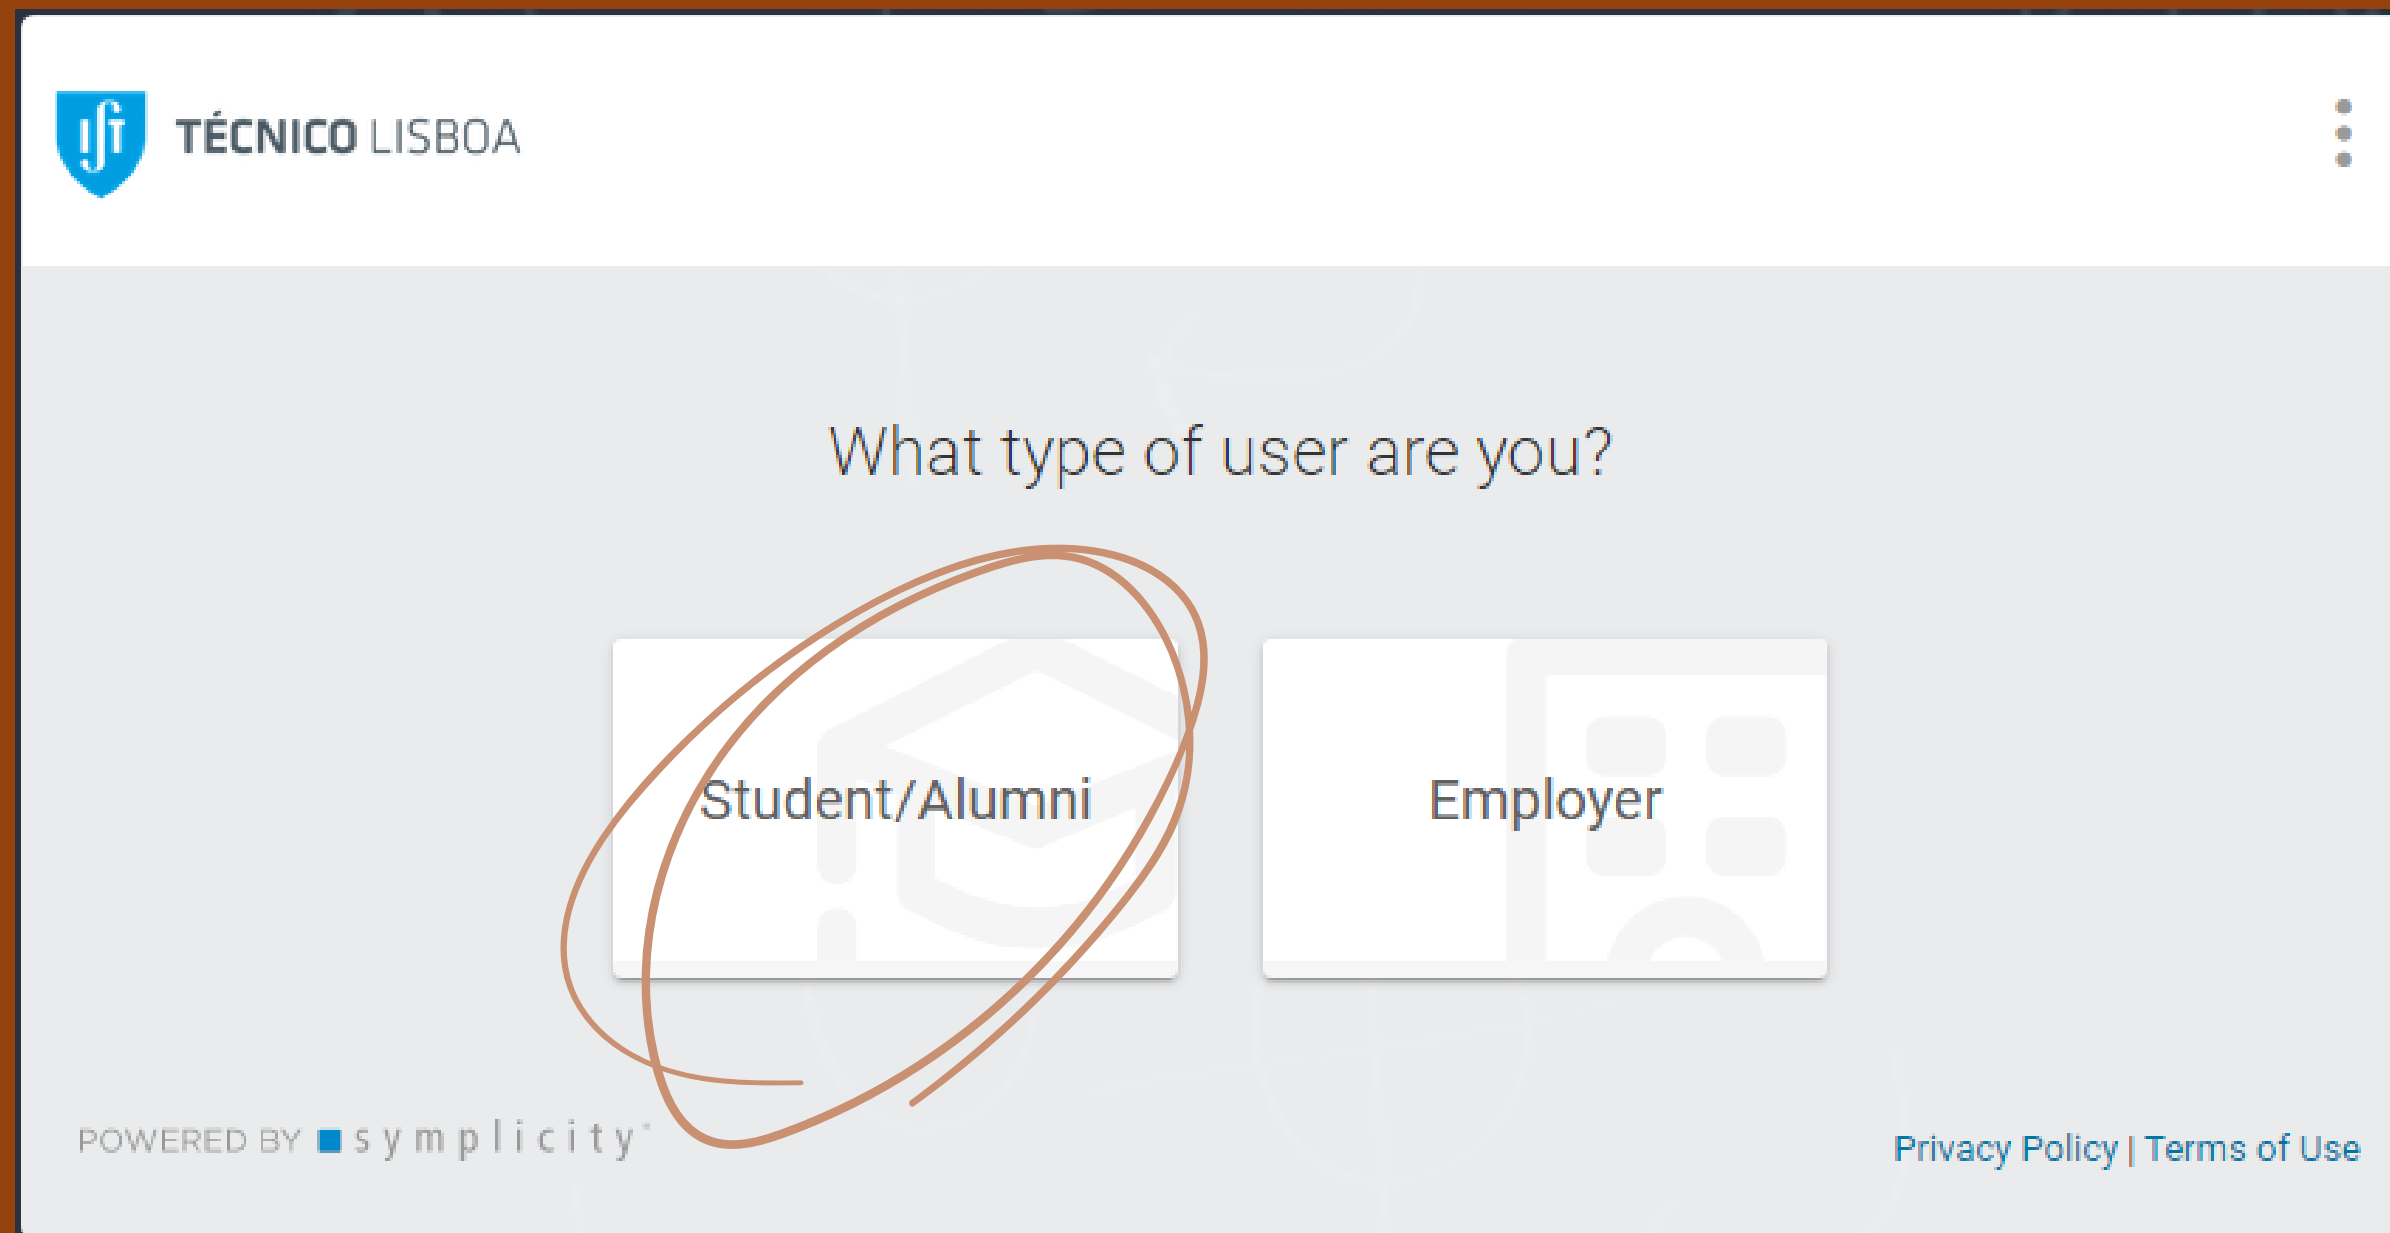 IST TÉCNICO LISBOA
What type of user are you?
Student/Alumni
Employer
POWERED BY symplicity
Privacy Policy | Terms of Use